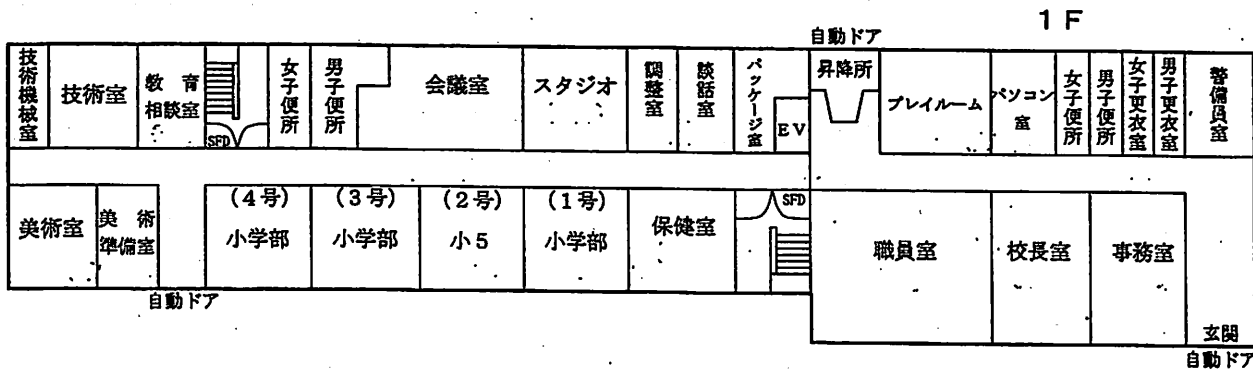 1F
自動ドア
技術機械室
技術室
教育
相談室
SFD
女子便所
男子便所
会議室
スタジオ
調整室
談話室
パッケージ室
EV
昇降所
プレイルーム
パソコン
室
女子便所
男子便所
女子更衣室
男子更衣室
警備員室
美術室
美術
準備室
(4号)
小学部
(3号)
小学部
(2号)
小5
(1号)
小学部
保健室
SFD
職員室
校長室
事務室
玄関
自動ドア
自動ドア